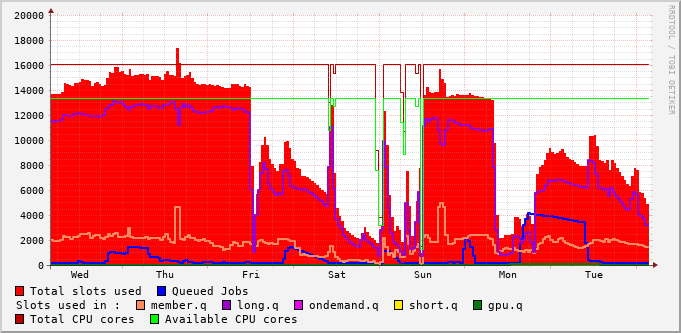 20000
18000
16000
14000
12000
10000
8000
6000
4000
2000
0
Wed Thu Fri Sat Sun Mon Tue
RRDTOOL / TOBI OETIKER
Total slots used Queued Jobs
Slots used in : member.q long.q ondemand.q short.q gpu.q
Total CPU cores Available CPU cores